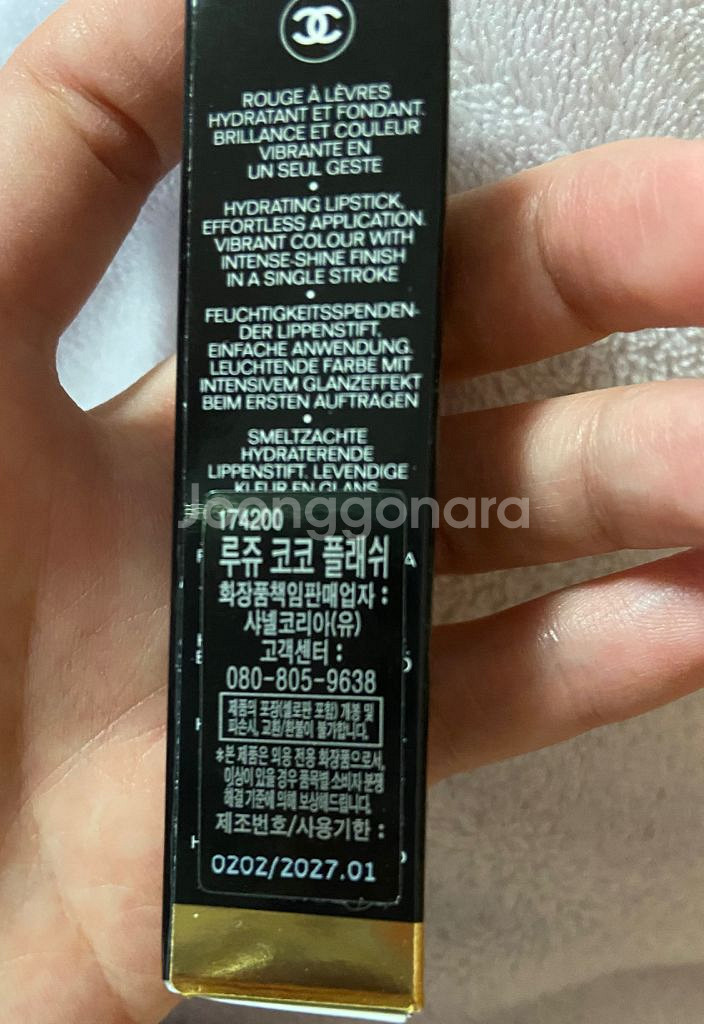 ROUGE À LÈVRES
HYDRATANT ET FONDANT.
BRILLANCE ET COULEUR
VIBRANTE EN
UN SEUL GESTE
•
HYDRATING LIPSTICK,
EFFORTLESS APPLICATION.
VIBRANT COLOUR WITH
INTENSE-SHINE FINISH
IN A SINGLE STROKE
•
FEUCHTIGKEITSSPENDEN-
DER LIPPENSTIFT,
EINFACHE ANWENDUNG.
LEUCHTENDE FARBE MIT
INTENSIVEM GLANZEFFEKT
BEIM ERSTEN AUFTRAGEN
•
SMELTZACHTE
HYDRATERENDE
LIPPENSTIFT. LEVENDIGE
KLEUR EN GLANS
Joonggonara
174200
루쥬 코코 플래쉬
화장품책임판매업자 :
샤넬코리아(유)
고객센터 :
080-805-9638
제품의 포장(셀로판 포함) 개봉 및
파손시, 교환/환불이 불가합니다.
*본 제품은 외용 전용 화장품으로서,
이상이 있을 경우 품목별 소비자 분쟁
해결 기준에 의해 보상해드립니다.
제조번호/사용기한 :
0202/2027.01